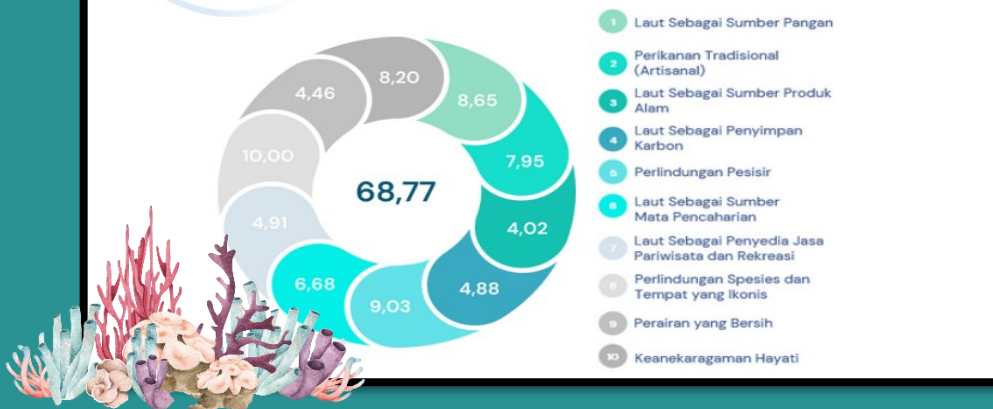 8,20
8,65
7,95
4,02
4,88
9,03
6,68
4,91
10,00
4,46
68,77
1 Laut Sebagai Sumber Pangan
2 Perikanan Tradisional
(Artisanal)
3 Laut Sebagai Sumber Produk
Alam
4 Laut Sebagai Penyimpan
Karbon
5 Perlindungan Pesisir
6 Laut Sebagai Sumber
Mata Pencaharian
7 Laut Sebagai Penyedia Jasa
Pariwisata dan Rekreasi
8 Perlindungan Spesies dan
Tempat yang Ikonis
9 Perairan yang Bersih
10 Keanekaragaman Hayati